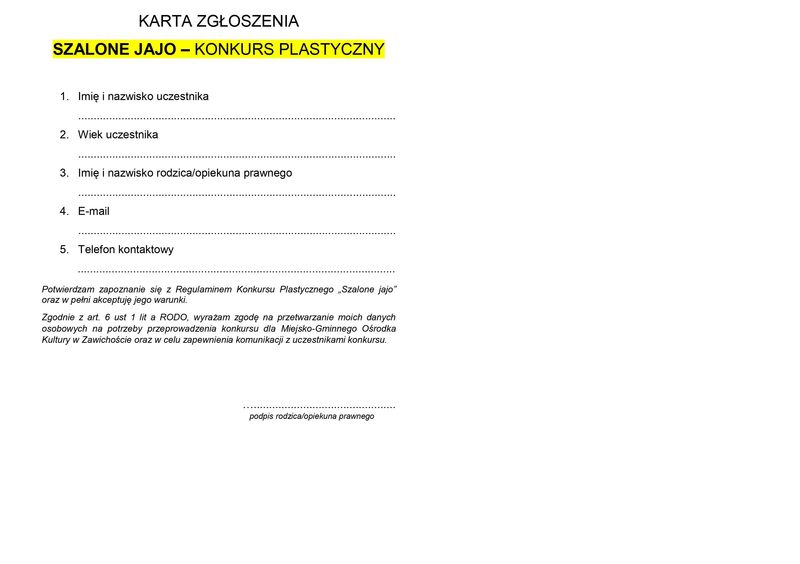 KARTA ZGŁOSZENIA
SZALONE JAJO – KONKURS PLASTYCZNY
1. Imię i nazwisko uczestnika
........................................................................................................
2. Wiek uczestnika
........................................................................................................
3. Imię i nazwisko rodzica/opiekuna prawnego
........................................................................................................
4. E-mail
........................................................................................................
5. Telefon kontaktowy
........................................................................................................
Potwierdzam zapoznanie się z Regulaminem Konkursu Plastycznego „Szalone jajo”
oraz w pełni akceptuję jego warunki.
Zgodnie z art. 6 ust 1 lit a RODO, wyrażam zgodę na przetwarzanie moich danych
osobowych na potrzeby przeprowadzenia konkursu dla Miejsko-Gminnego Ośrodka
Kultury w Zawichoście oraz w celu zapewnienia komunikacji z uczestnikami konkursu.
…...............................................
podpis rodzica/opiekuna prawnego